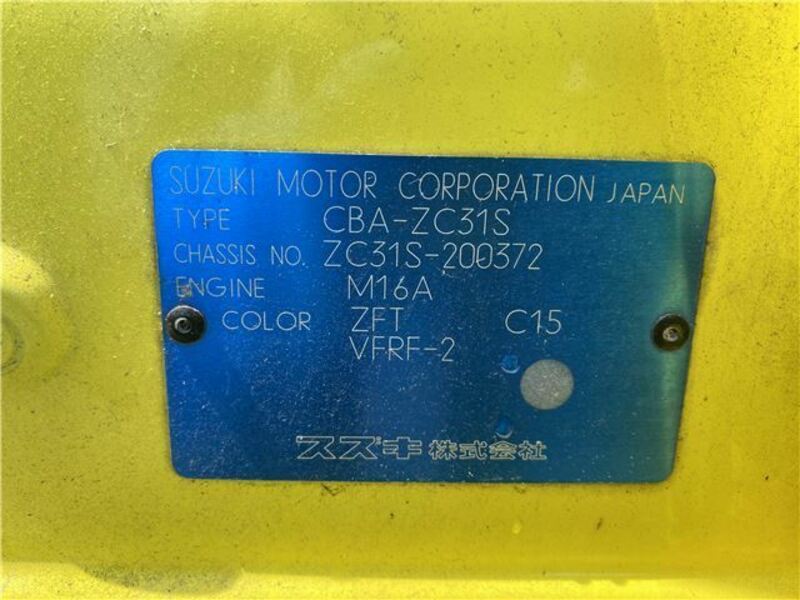 SUZUKI MOTOR CORPORATION JAPAN
TYPE CBA-ZC31S
CHASSIS NO. ZC31S-200372
ENGINE M16A
COLOR ZFT C15
VFRF-2
スズキ株式会社